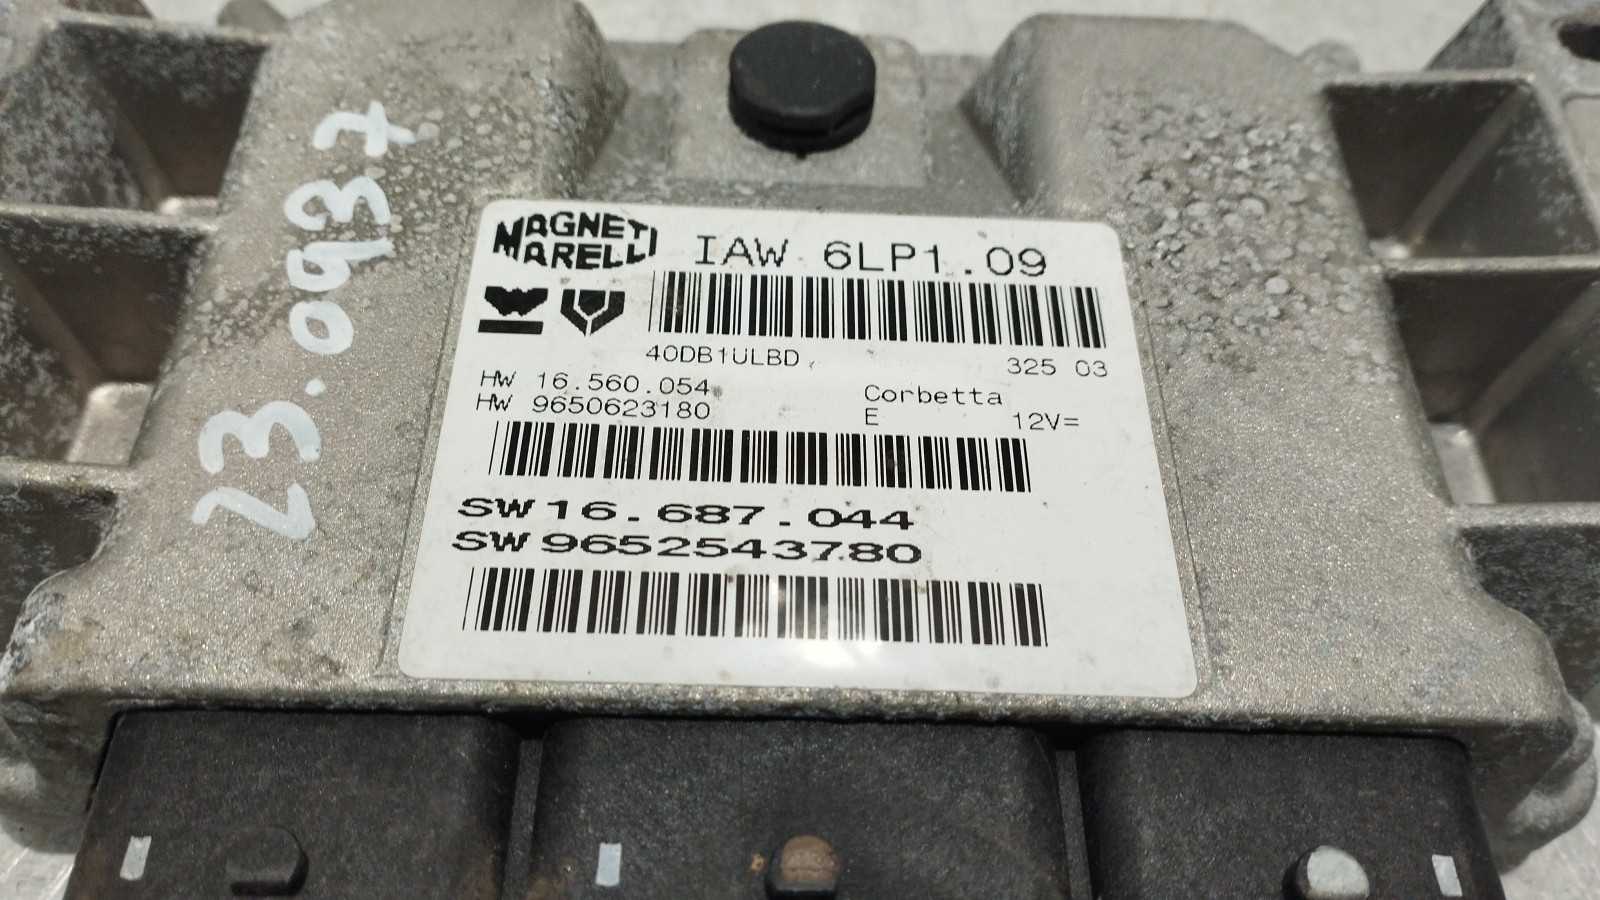 23.0937
MAGNETI
MARELLI
IAW 6LP1.09
40DB1ULBD
325 03
HW 16.560.054
HW 9650623180
Corbetta
E 12V=
SW 16.687.044
SW 9652543780